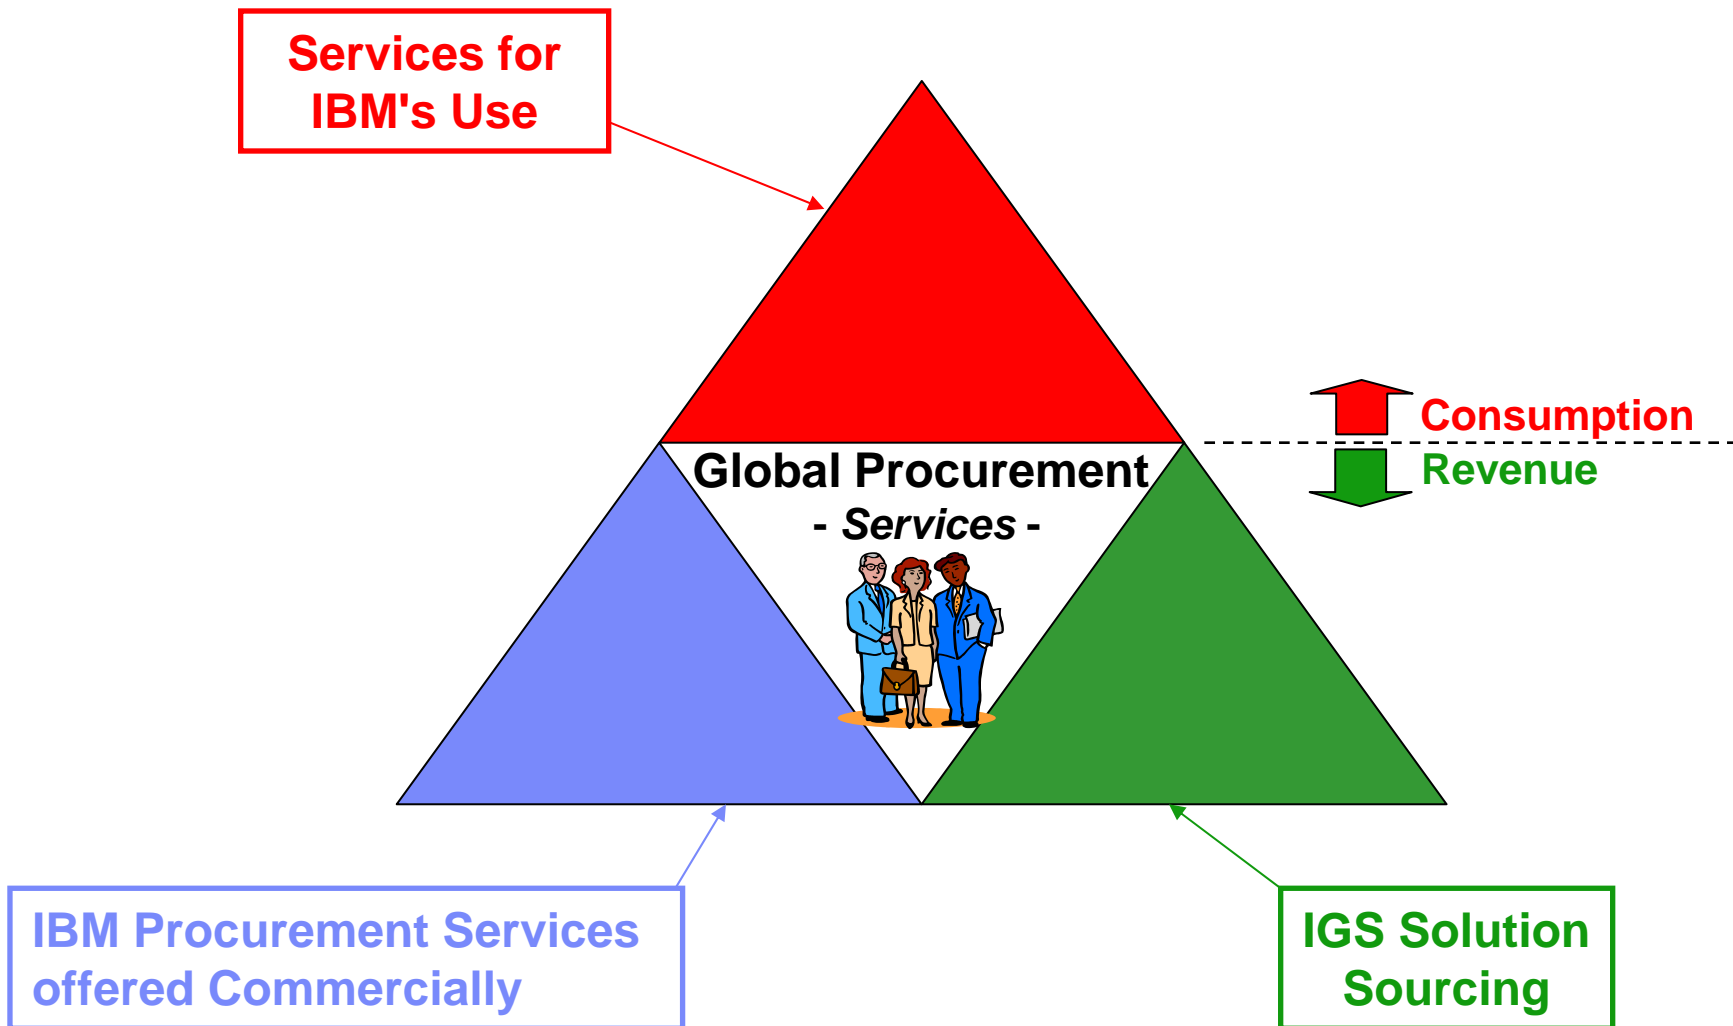 Services for
IBM's Use
Consumption
Revenue
Global Procurement
- Services -
IBM Procurement Services
offered Commercially
IGS Solution
Sourcing